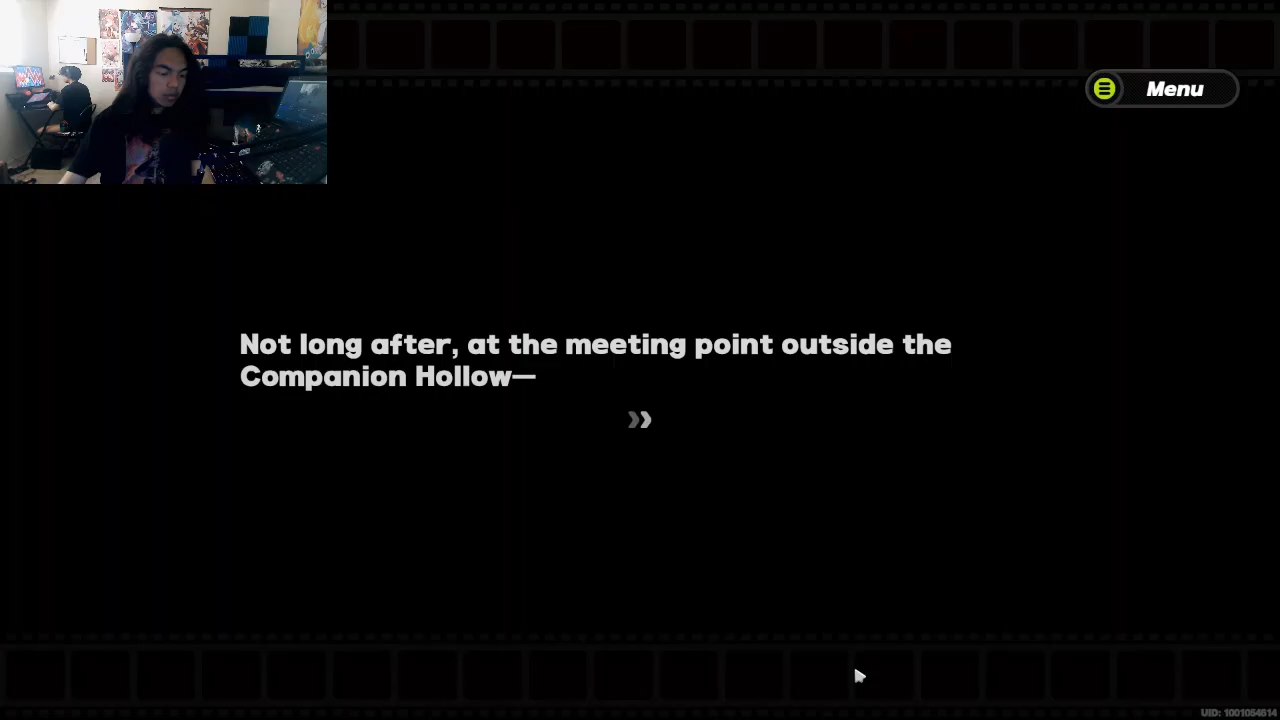 Menu
Not long after, at the meeting point outside the
Companion Hollow—
UID: 1001054614